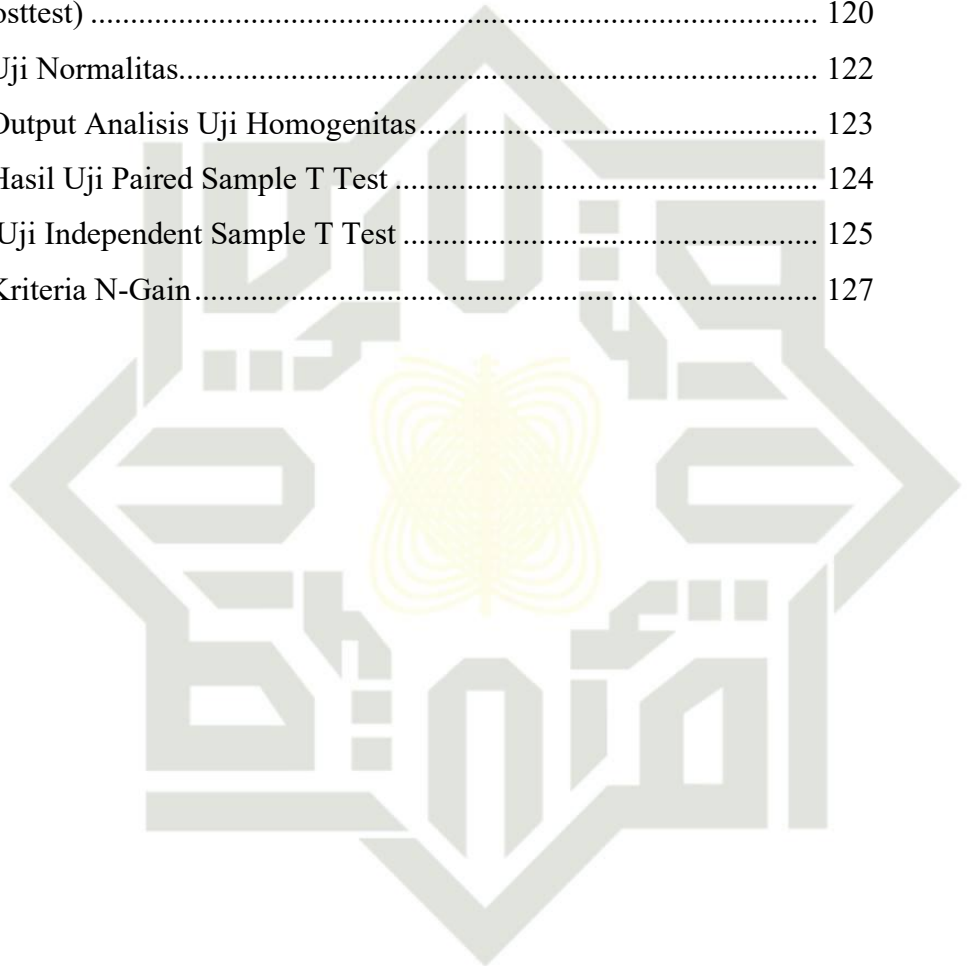 osttest) ........................................................................................ 120
Uji Normalitas.............................................................................. 122
Output Analisis Uji Homogenitas.................................................. 123
Hasil Uji Paired Sample T Test ..................................................... 124
Uji Independent Sample T Test .................................................... 125
Kriteria N-Gain............................................................................. 127